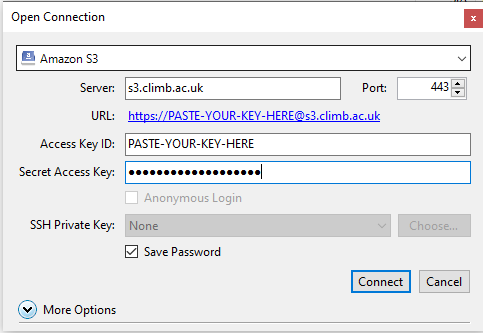 Open Connection
Amazon S3
Server: s3.climb.ac.uk Port: 443
URL: https://PASTE-YOUR-KEY-HERE@s3.climb.ac.uk
Access Key ID: PASTE-YOUR-KEY-HERE
Secret Access Key: ●●●●●●●●●●●●●●●●●●●
Anonymous Login
SSH Private Key: None Choose...
Save Password
Connect Cancel
More Options